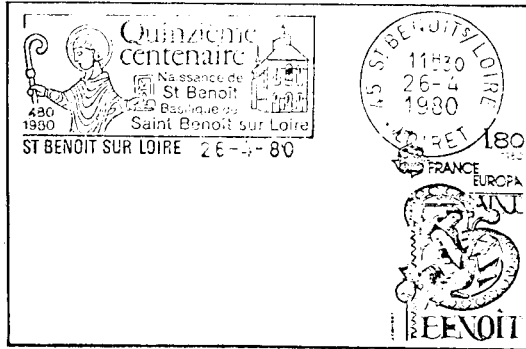 Quinzième
centenaire
Naissance de
St Benoît
Basilique de
Saint Benoît sur Loire
480
1980
ST BENOIT SUR LOIRE 26-4-80
45 ST BENOIT S/LOIRE
11H30
26-4
1980
LOIRET
1,80
FRANCE
EUROPA
BENOÎT